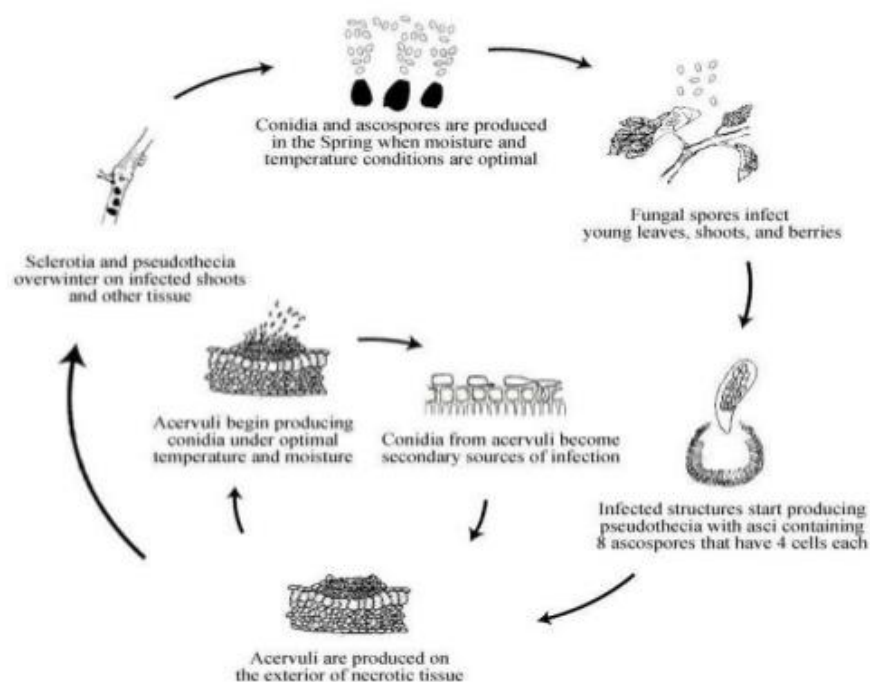 Conidia and ascospores are produced
in the Spring when moisture and
temperature conditions are optimal
Fungal spores infect
young leaves, shoots, and berries
Sclerotia and pseudothecia
overwinter on infected shoots
and other tissue
Acervuli begin producing
conidia under optimal
temperature and moisture
Conidia from acervuli become
secondary sources of infection
Infected structures start producing
pseudothecia with asci containing
8 ascospores that have 4 cells each
Acervuli are produced on
the exterior of necrotic tissue